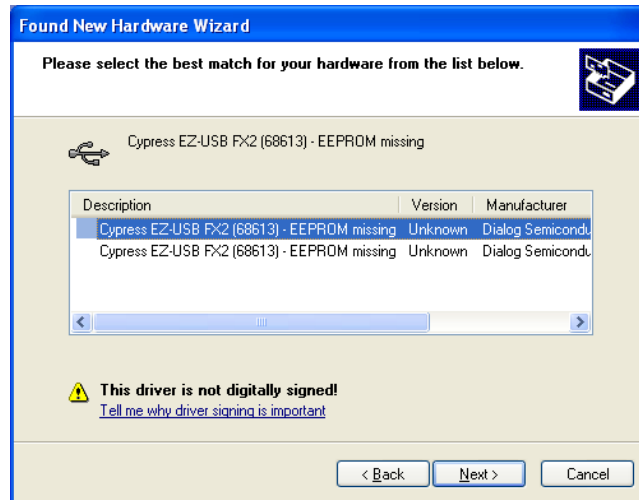 Found New Hardware Wizard
Please select the best match for your hardware from the list below.
Cypress EZ-USB FX2 (68613) - EEPROM missing
Description Version Manufacturer
Cypress EZ-USB FX2 (68613) - EEPROM missing Unknown Dialog Semicondu
Cypress EZ-USB FX2 (68613) - EEPROM missing Unknown Dialog Semicondu
This driver is not digitally signed!
Tell me why driver signing is important
< Back Next > Cancel